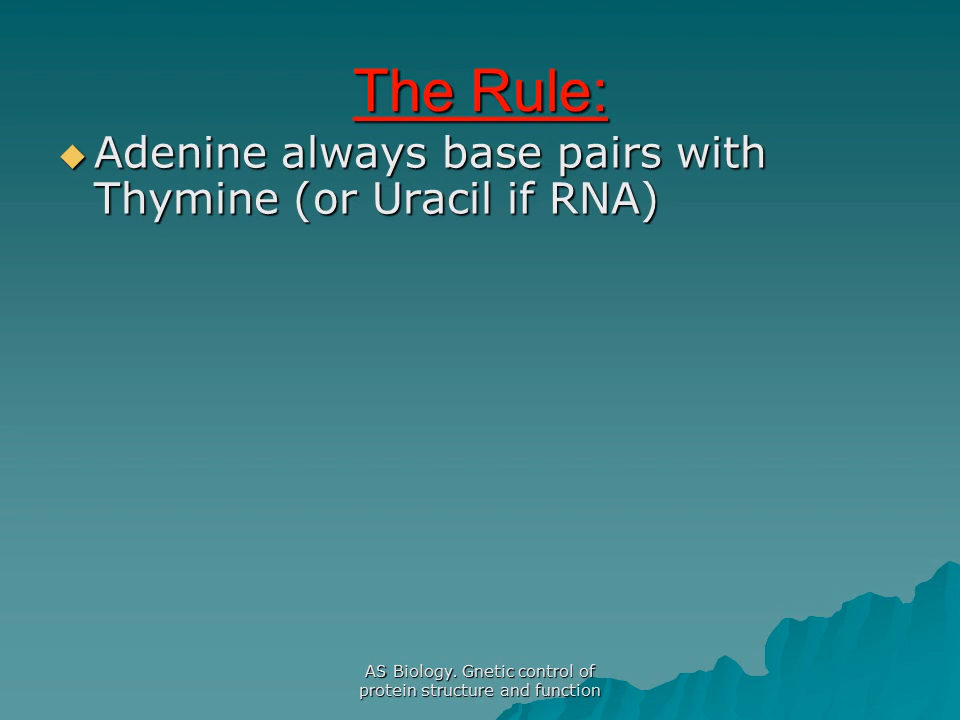 The Rule:
Adenine always base pairs with
Thymine (or Uracil if RNA)
AS Biology. Gnetic control of
protein structure and function